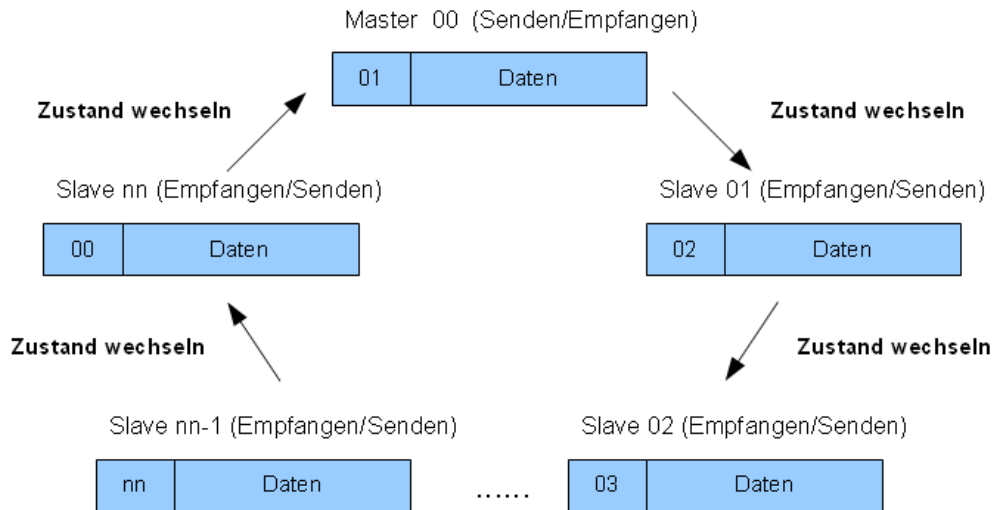 Master 00 (Senden/Empfangen)
01 Daten
Zustand wechseln
Zustand wechseln
Slave nn (Empfangen/Senden)
Slave 01 (Empfangen/Senden)
00 Daten
02 Daten
Zustand wechseln
Zustand wechseln
Slave nn-1 (Empfangen/Senden)
Slave 02 (Empfangen/Senden)
nn Daten
......
03 Daten